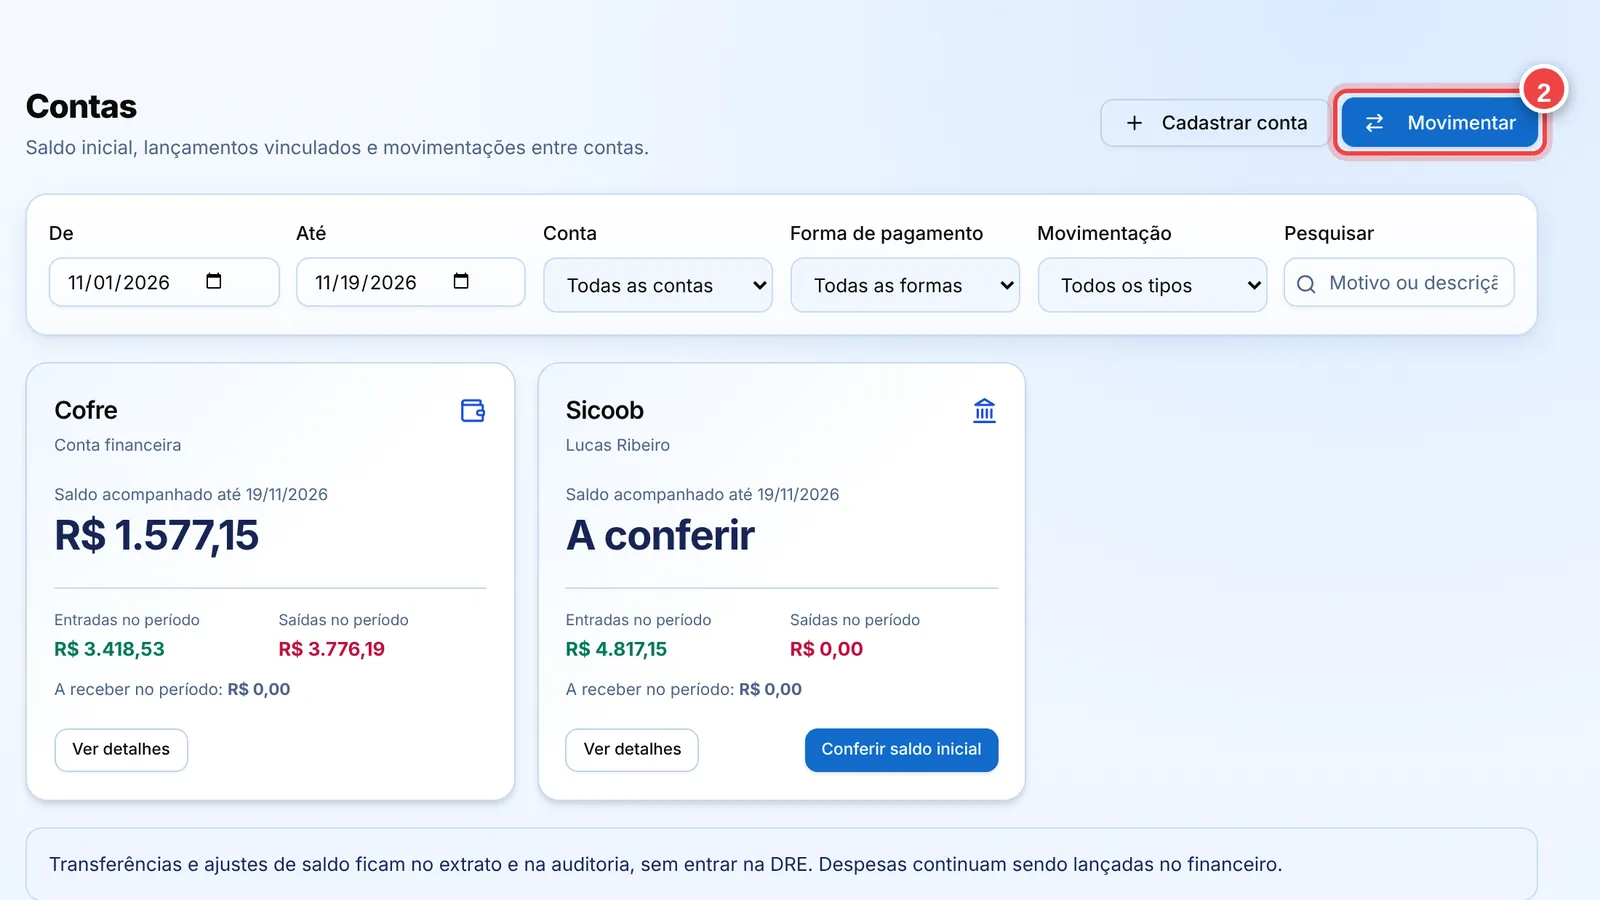 Contas
Saldo inicial, lançamentos vinculados e movimentações entre contas.
Cadastrar conta
Movimentar
2
De
Até
Conta
Forma de pagamento
Movimentação
Pesquisar
11/01/2026
11/19/2026
Todas as contas
Todas as formas
Todos os tipos
Motivo ou descriçã
Cofre
Conta financeira
Saldo acompanhado até 19/11/2026
R$ 1.577,15
Entradas no período
Saídas no período
R$ 3.418,53
R$ 3.776,19
A receber no período: R$ 0,00
Ver detalhes
Sicoob
Lucas Ribeiro
Saldo acompanhado até 19/11/2026
A conferir
Entradas no período
Saídas no período
R$ 4.817,15
R$ 0,00
A receber no período: R$ 0,00
Ver detalhes
Conferir saldo inicial
Transferências e ajustes de saldo ficam no extrato e na auditoria, sem entrar na DRE. Despesas continuam sendo lançadas no financeiro.